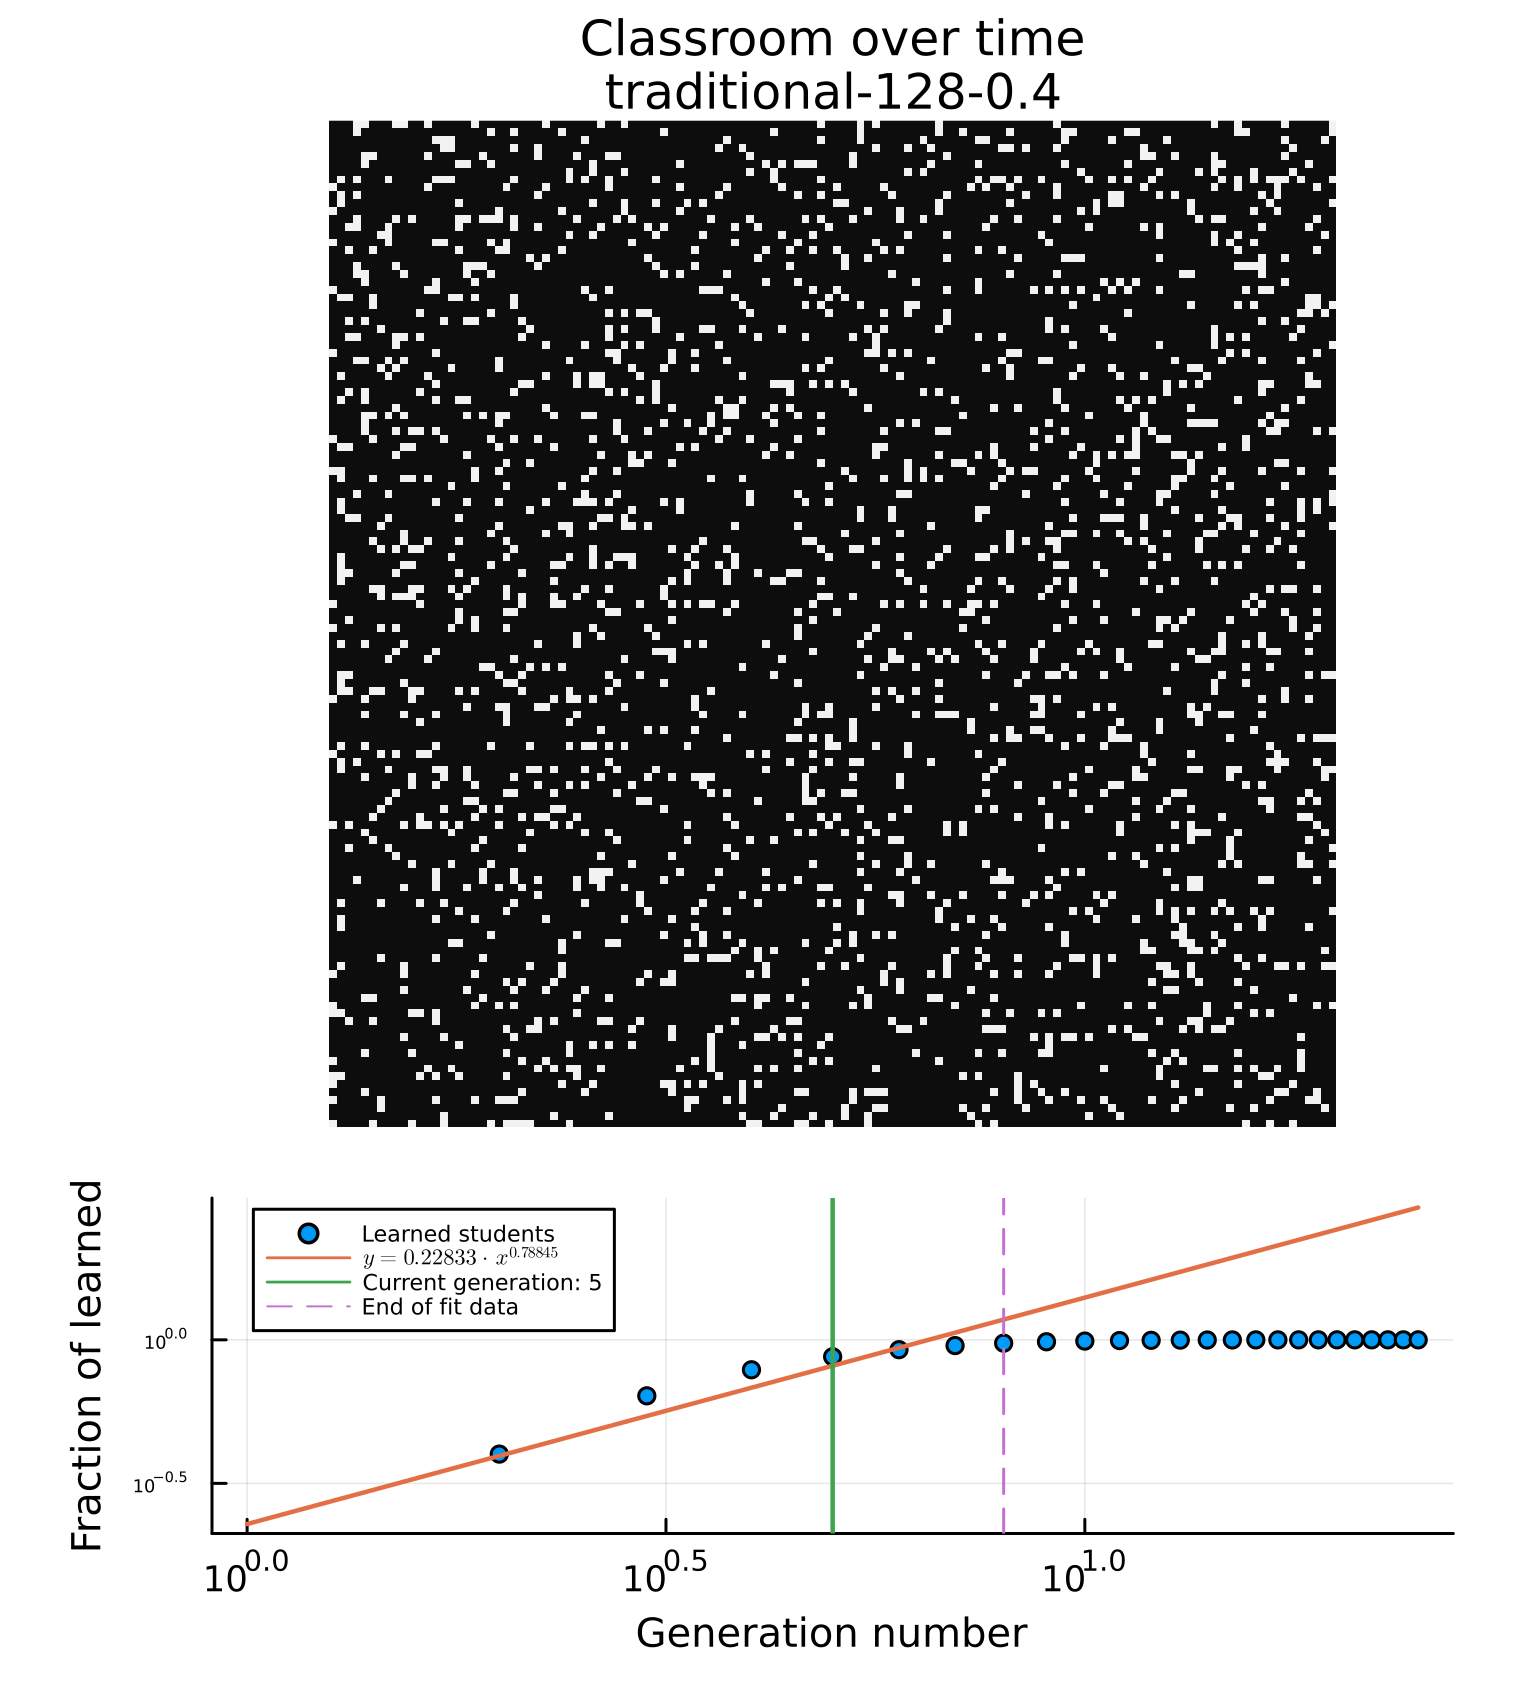 Classroom over time
traditional-128-0.4
Fraction of learned
Learned students
y = 0.22833 · x^0.78845
Current generation: 5
End of fit data
10^0.0
10^−0.5
10^0.0
10^0.5
10^1.0
Generation number